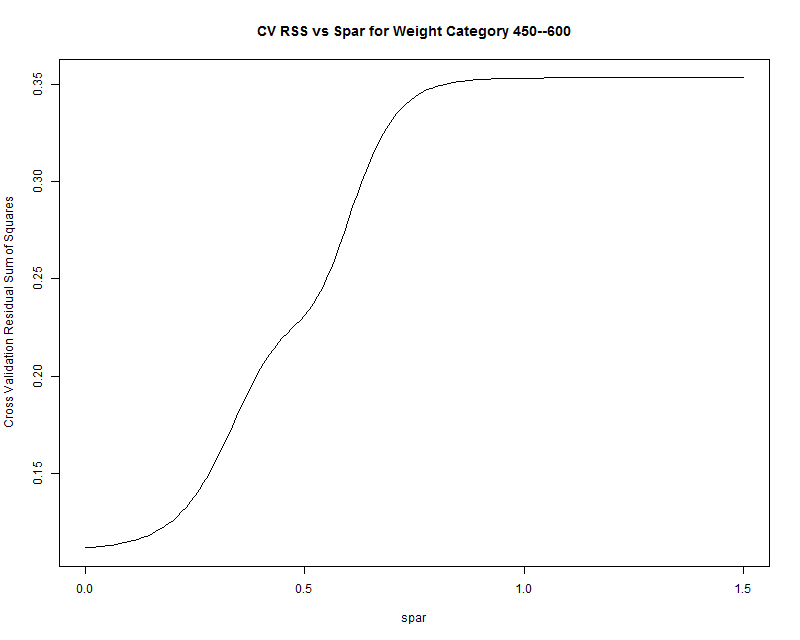 CV RSS vs Spar for Weight Category 450--600
Cross Validation Residual Sum of Squares
0.35
0.30
0.25
0.20
0.15
0.0 0.5 1.0 1.5
spar